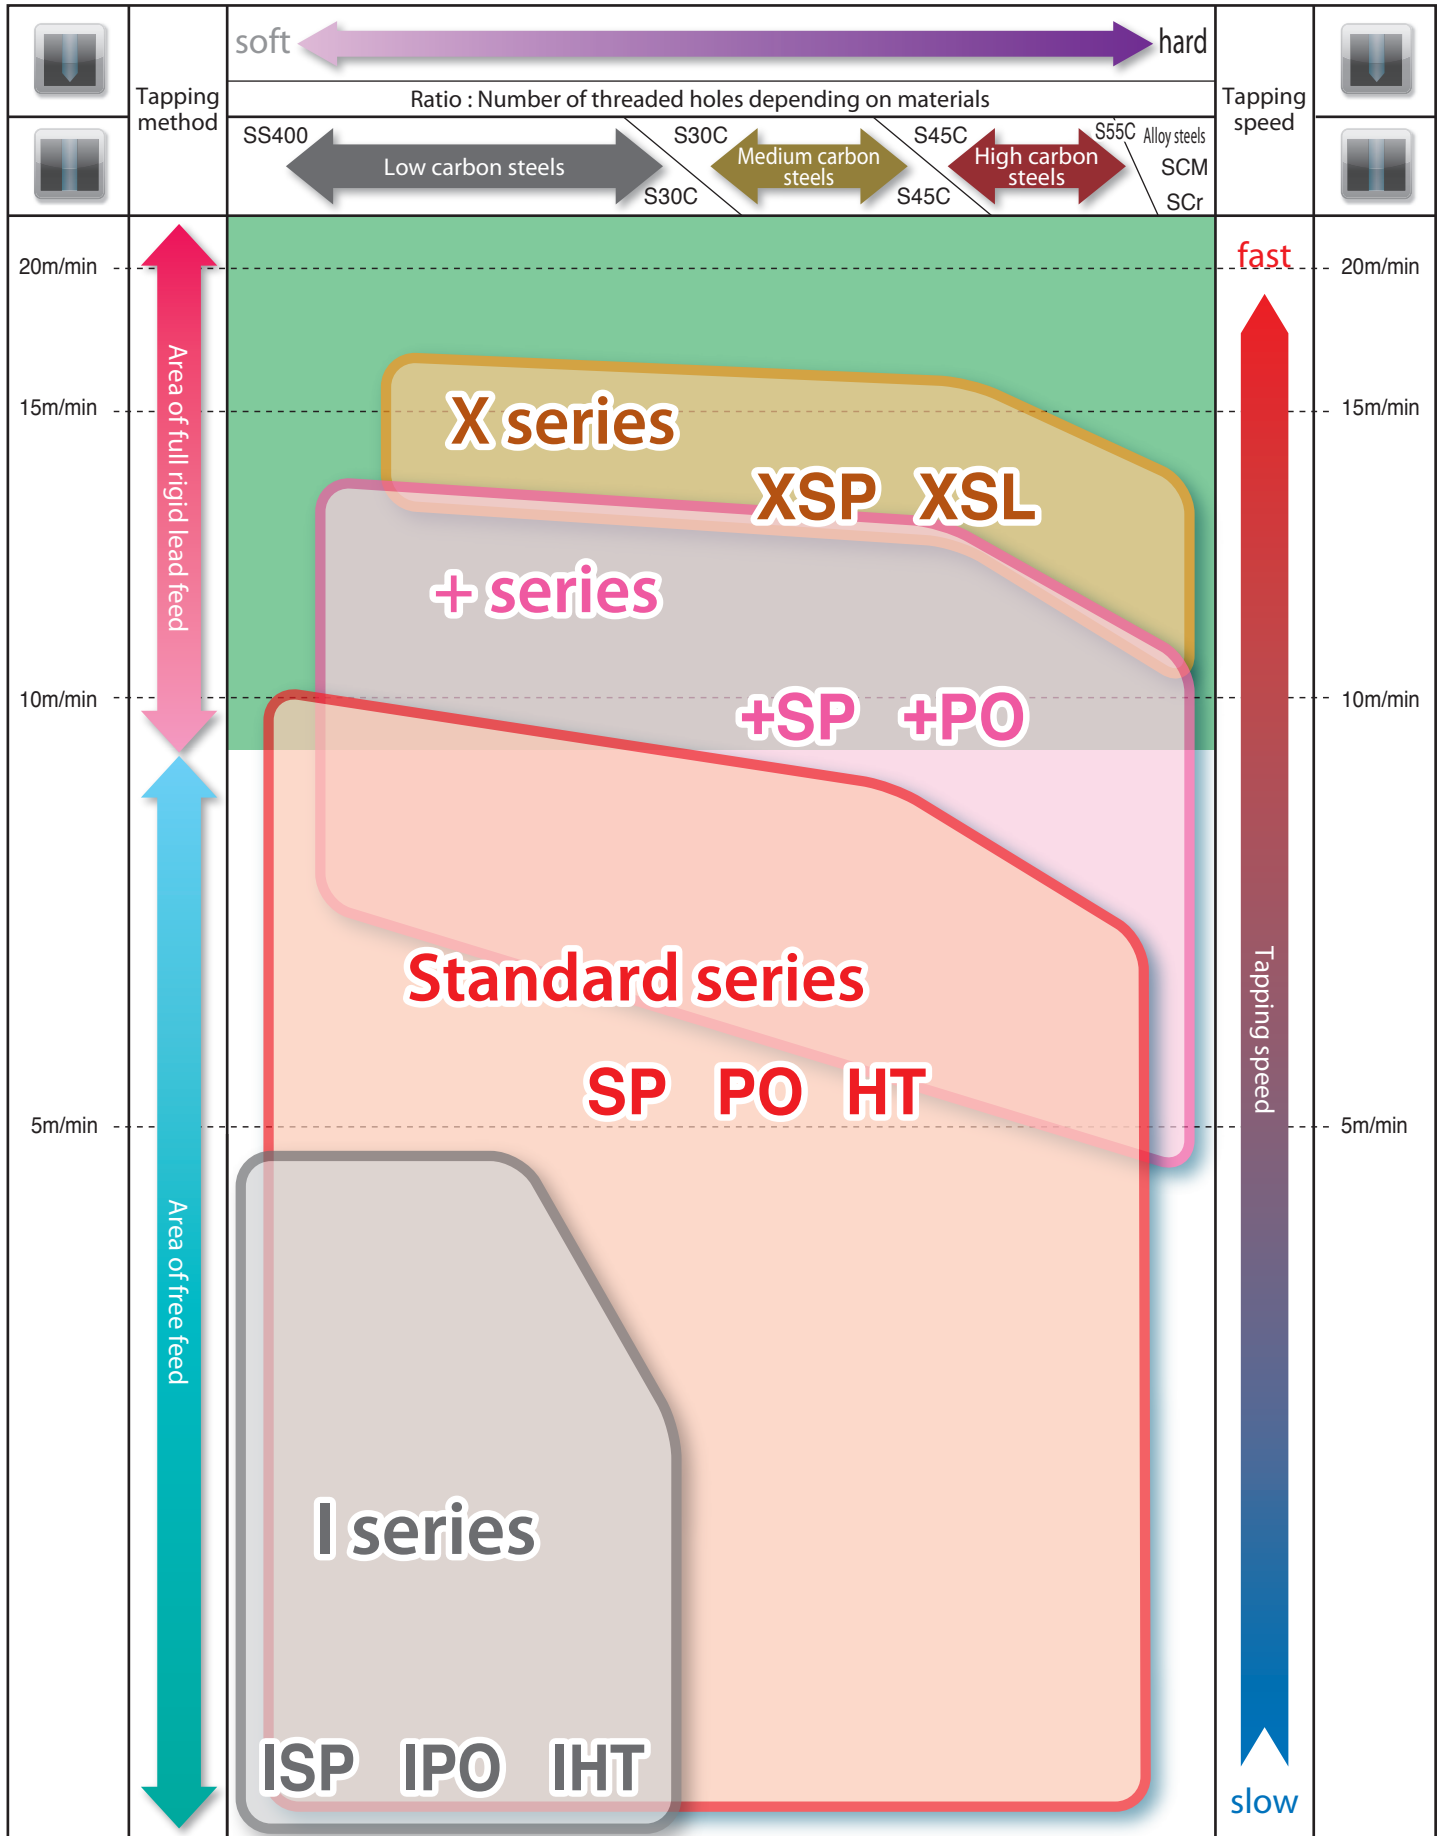 soft
hard
Tapping
method
Ratio : Number of threaded holes depending on materials
Tapping
speed
SS400
Low carbon steels
S30C
S30C
Medium carbon
steels
S45C
S45C
High carbon
steels
S55C
Alloy steels
SCM
SCr
20m/min
fast
20m/min
Area of full rigid lead feed
15m/min
X series
15m/min
XSP XSL
+ series
10m/min
+SP +PO
10m/min
Standard series
SP PO HT
Tapping speed
5m/min
5m/min
Area of free feed
I series
ISP IPO IHT
slow